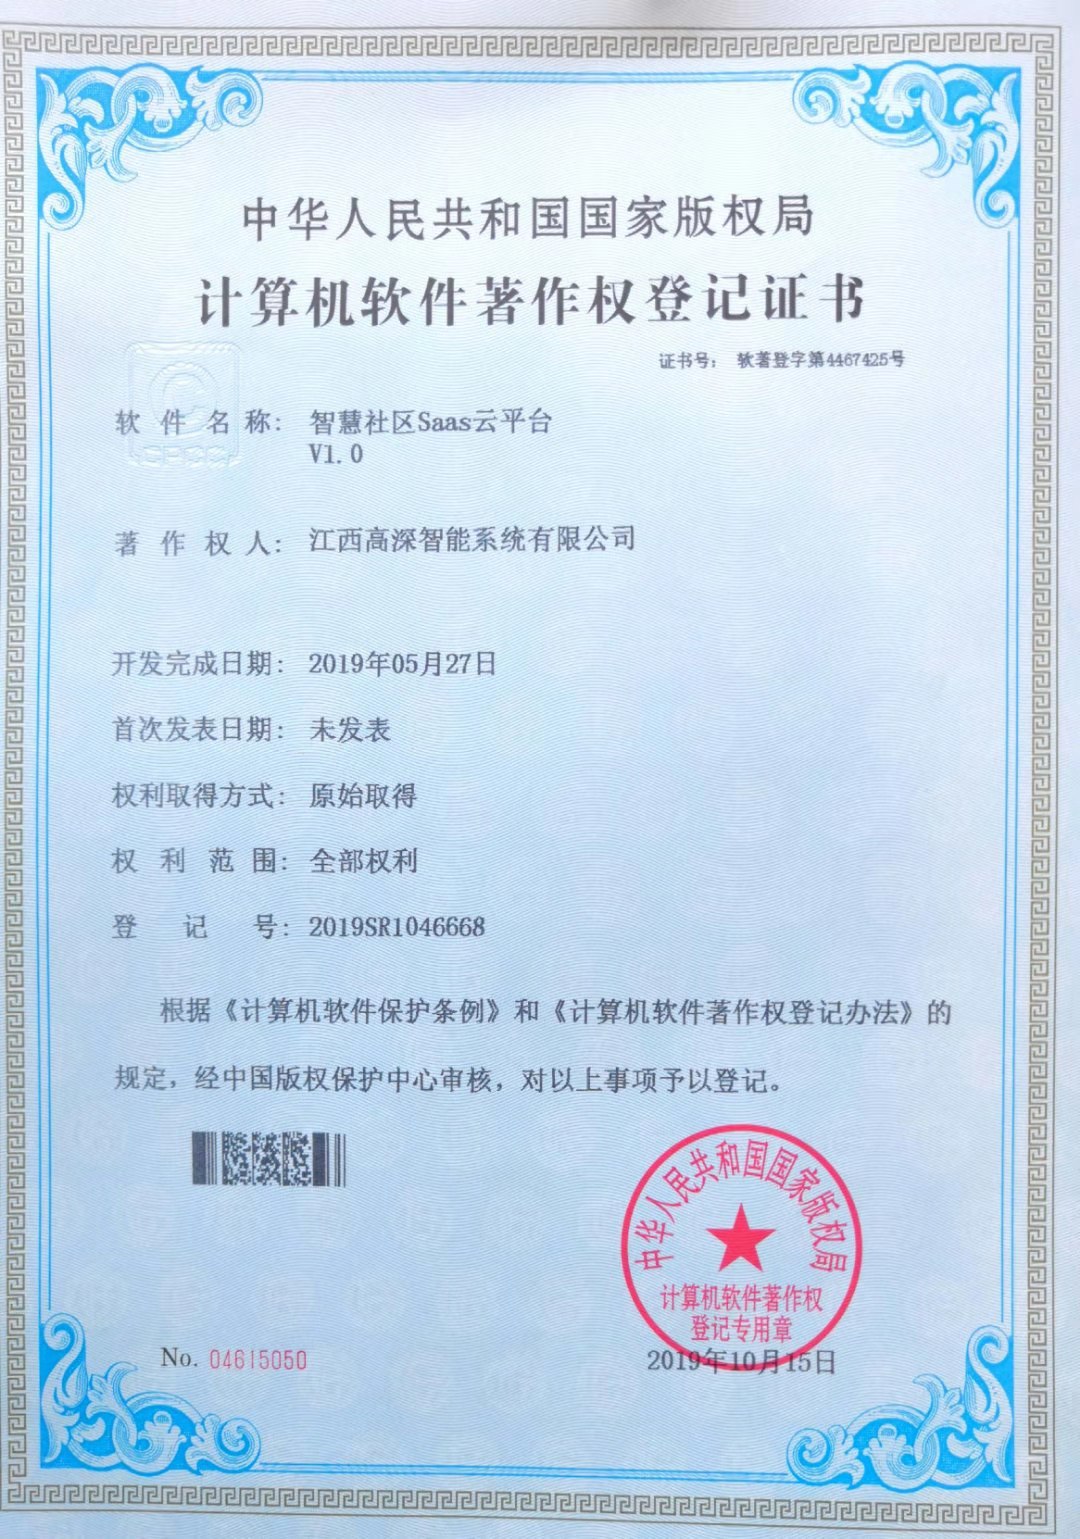 中华人民共和国国家版权局
计算机软件著作权登记证书
证书号： 软著登字第4467425号
CPCC
软件名称： 智慧社区Saas云平台
V1.0
著作权人： 江西高深智能系统有限公司
开发完成日期： 2019年05月27日
首次发表日期： 未发表
权利取得方式： 原始取得
权利范围： 全部权利
登记号： 2019SR1046668
根据《计算机软件保护条例》和《计算机软件著作权登记办法》的
规定，经中国版权保护中心审核，对以上事项予以登记。
中华人民共和国国家版权局
计算机软件著作权
登记专用章
No. 04615050
2019年10月15日